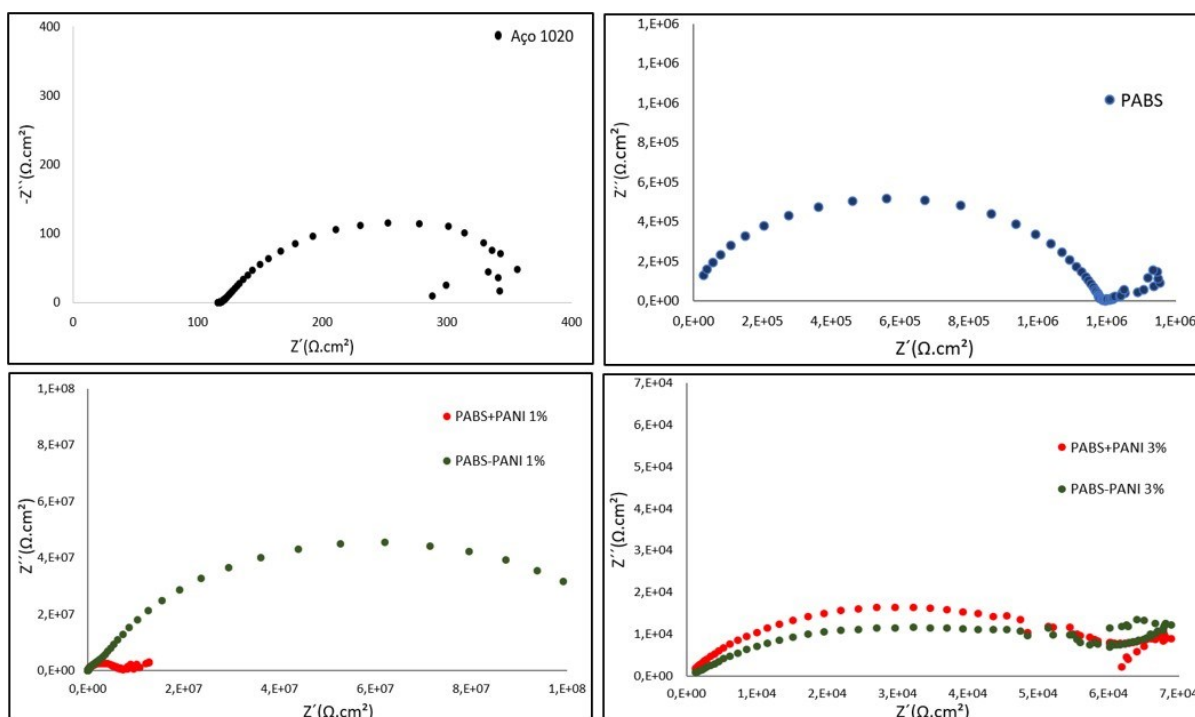 400
Aço 1020
300
200
100
0
-Z``(Ω.cm²)
0 100 200 300 400
Z´(Ω.cm²)
1,E+06
1,E+06
1,E+06
8,E+05
6,E+05
4,E+05
2,E+05
0,E+00
PABS
Z´´(Ω.cm²)
0,E+00 2,E+05 4,E+05 6,E+05 8,E+05 1,E+06 1,E+06 1,E+06
Z´(Ω.cm²)
1,E+08
8,E+07
6,E+07
4,E+07
2,E+07
0,E+00
PABS+PANI 1%
PABS-PANI 1%
Z´´(Ω.cm²)
0,E+00 2,E+07 4,E+07 6,E+07 8,E+07 1,E+08
Z´(Ω.cm²)
7,E+04
6,E+04
5,E+04
4,E+04
3,E+04
2,E+04
1,E+04
0,E+00
PABS+PANI 3%
PABS-PANI 3%
Z´´(Ω.cm²)
0,E+00 1,E+04 2,E+04 3,E+04 4,E+04 5,E+04 6,E+04 7,E+04
Z´(Ω.cm²)